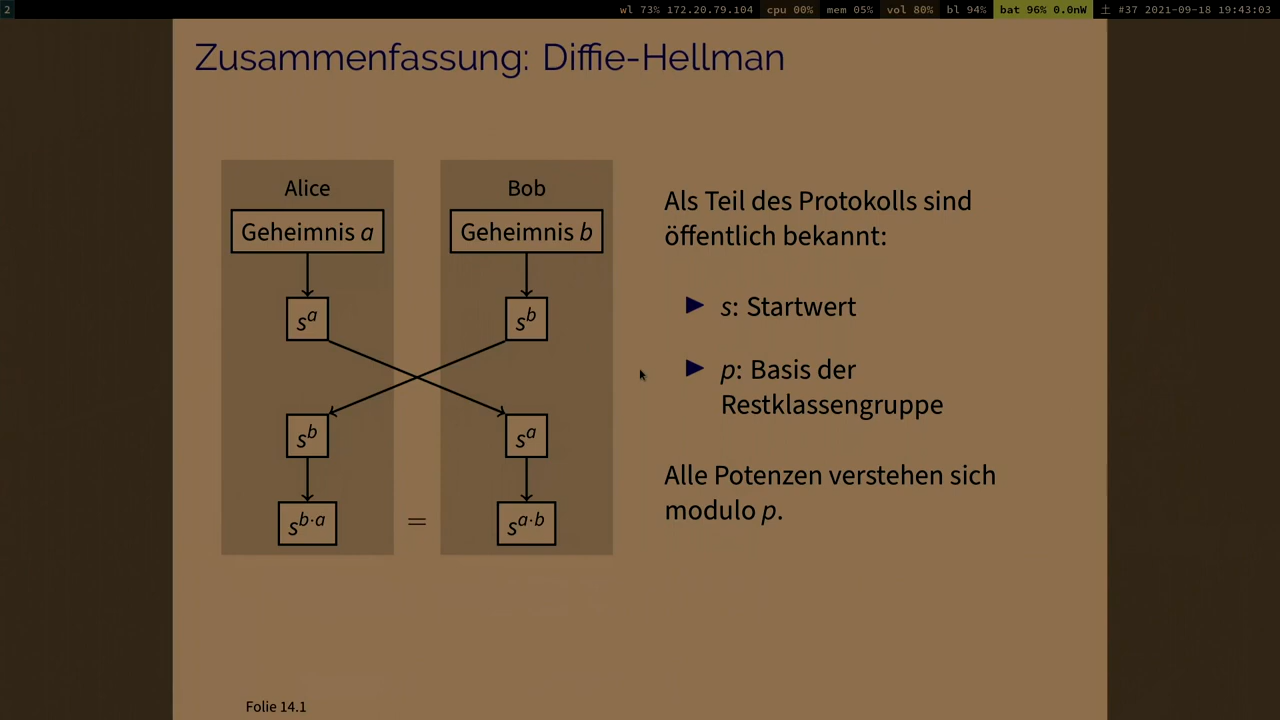 2
wl 73% 172.20.79.104 cpu 00% mem 05% vol 80% bl 94% bat 96% 0.0nW 土 #37 2021-09-18 19:43:03
Zusammenfassung: Diffie-Hellman
Alice
Geheimnis a
s^a
s^b
s^{b·a}
=
Bob
Geheimnis b
s^b
s^a
s^{a·b}
Als Teil des Protokolls sind
öffentlich bekannt:
▶ s: Startwert
▶ p: Basis der
Restklassengruppe
Alle Potenzen verstehen sich
modulo p.
Folie 14.1